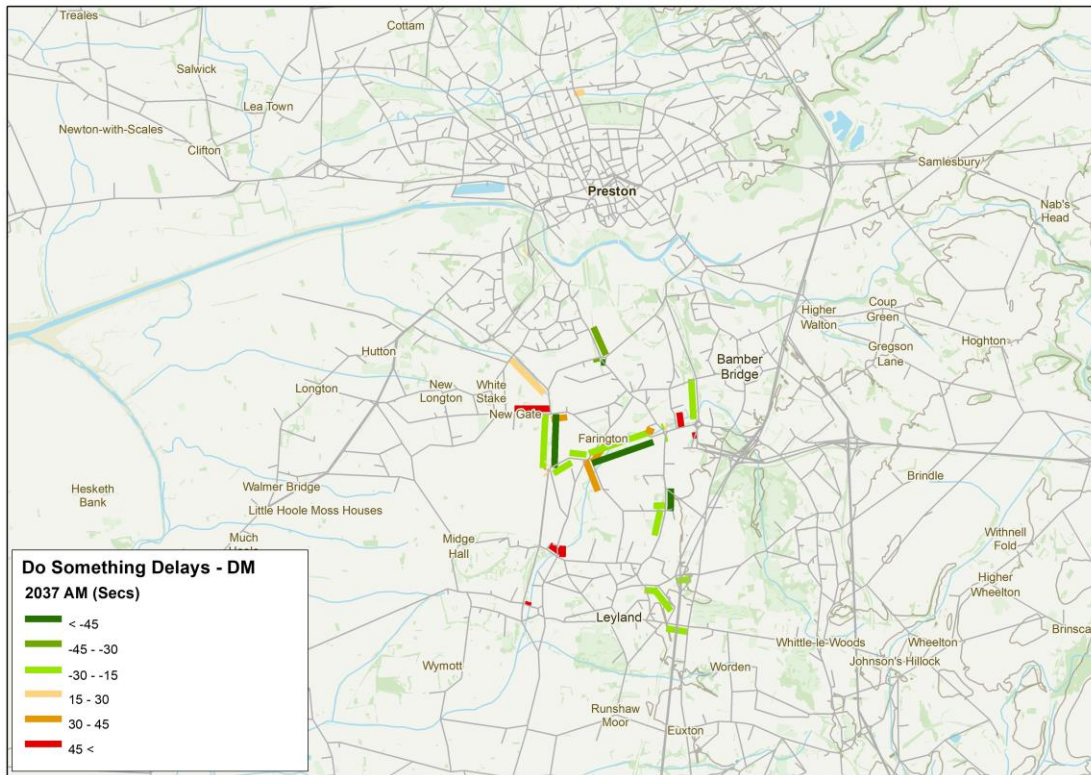 Treales
Cottam
Salwick
Lea Town
Newton-with-Scales
Clifton
Samlesbury
Preston
Nab's
Head
Higher
Walton
Coup
Green
Gregson
Lane
Hoghton
Hutton
Bamber
Bridge
Longton
New
Longton
White
Stake
New Gate
Farington
Hesketh
Bank
Walmer Bridge
Little Hoole Moss Houses
Brindle
Much
Midge
Hall
Withnell
Fold
Higher
Wheelton
Leyland
Whittle-le-Woods
Wheelton
Brinsca
Johnson's Hillock
Wymott
Worden
Runshaw
Moor
Euxton
Do Something Delays - DM
2037 AM (Secs)
< -45
-45 - -30
-30 - -15
15 - 30
30 - 45
45 <